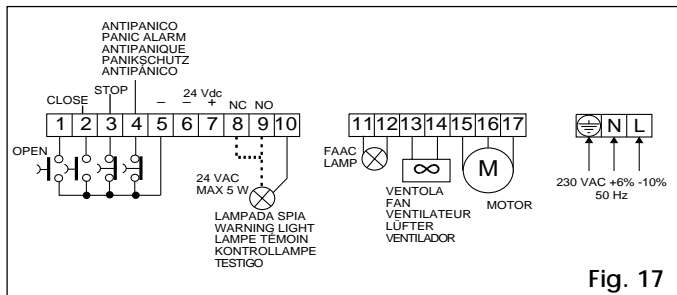 ANTIPANICO
PANIC ALARM
ANTIPANIQUE
PANIKSCHUTZ
ANTIPÁNICO
CLOSE
STOP
24 Vdc
– – +
NC NO
1 2 3 4 5 6 7 8 9 10
OPEN
24 VAC
MAX 5 W
LAMPADA SPIA
WARNING LIGHT
LAMPE TÉMOIN
KONTROLLAMPE
TESTIGO
11 12 13 14 15 16 17
FAAC
LAMP
VENTOLA
FAN
VENTILATEUR
LÜFTER
VENTILADOR
M
MOTOR
N L
230 VAC +6% -10%
50 Hz
Fig. 17